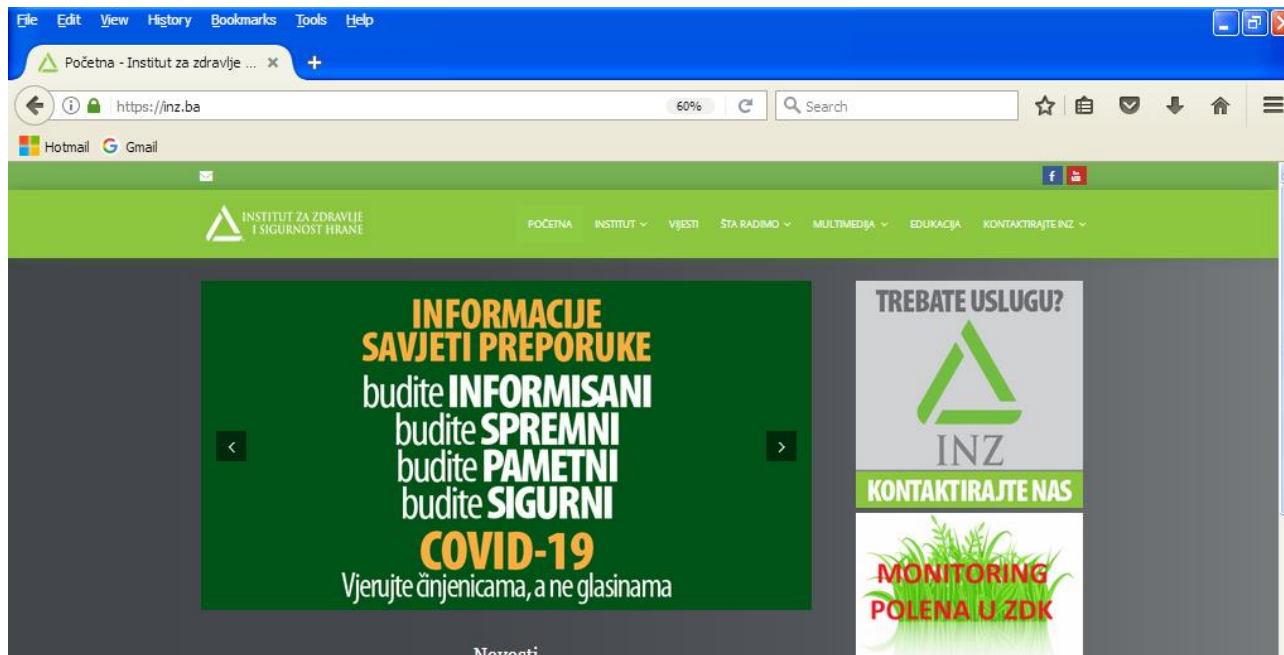 File Edit View History Bookmarks Tools Help
Početna - Institut za zdravlje ...
https://inz.ba 60% Search
Hotmail G Gmail
INSTITUT ZA ZDRAVLJE
I SIGURNOST HRANE
POČETNA INSTITUT VIJESTI ŠTA RADIMO MULTIMEDIJA EDUKACIJA KONTAKTIRAJTE INZ
INFORMACIJE
SAVJETI PREPORUKE
budite INFORMISANI
budite SPREMNI
budite PAMETNI
budite SIGURNI
COVID-19
Vjerujte činjenicama, a ne glasinama
TREBATE USLUGU?
INZ
KONTAKTIRAJTE NAS
MONITORING
POLENA U ZDK
Novosti